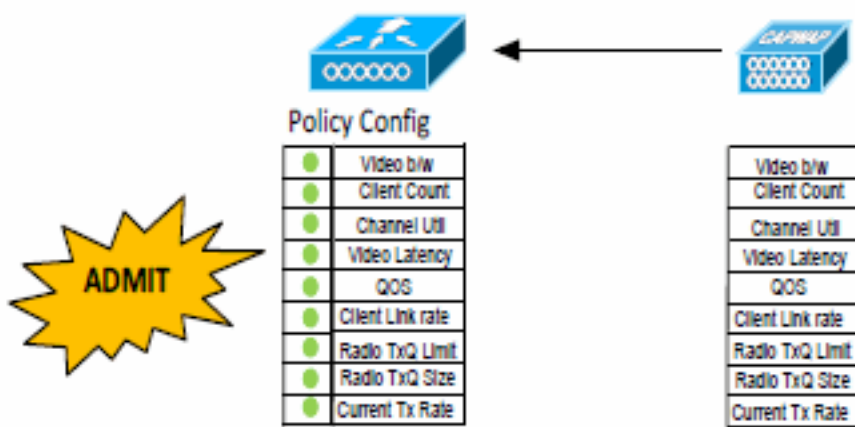 CAPWAP
Policy Config
Video b/w
Client Count
Channel Util
Video Latency
QOS
Client Link rate
Radio TxQ Limit
Radio TxQ Size
Current Tx Rate
ADMIT
Video b/w
Client Count
Channel Util
Video Latency
QOS
Client Link rate
Radio TxQ Limit
Radio TxQ Size
Current Tx Rate